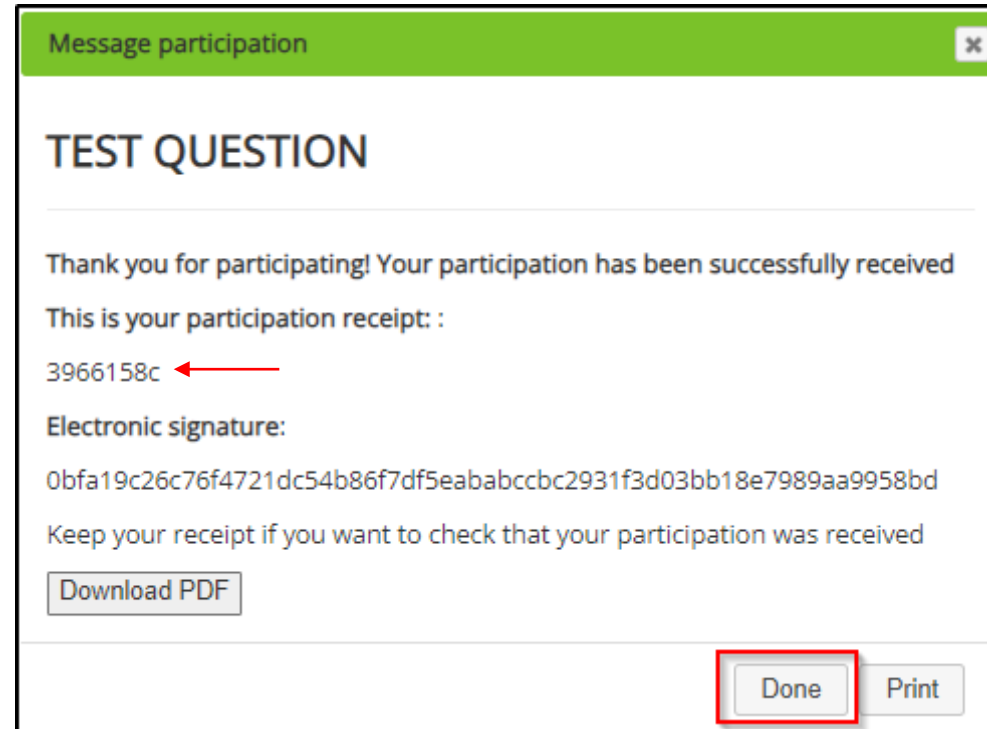 Message participation
TEST QUESTION
Thank you for participating! Your participation has been successfully received
This is your participation receipt: :
3966158c
Electronic signature:
0bfa19c26c76f4721dc54b86f7df5eababccbc2931f3d03bb18e7989aa9958bd
Keep your receipt if you want to check that your participation was received
Download PDF
Done Print